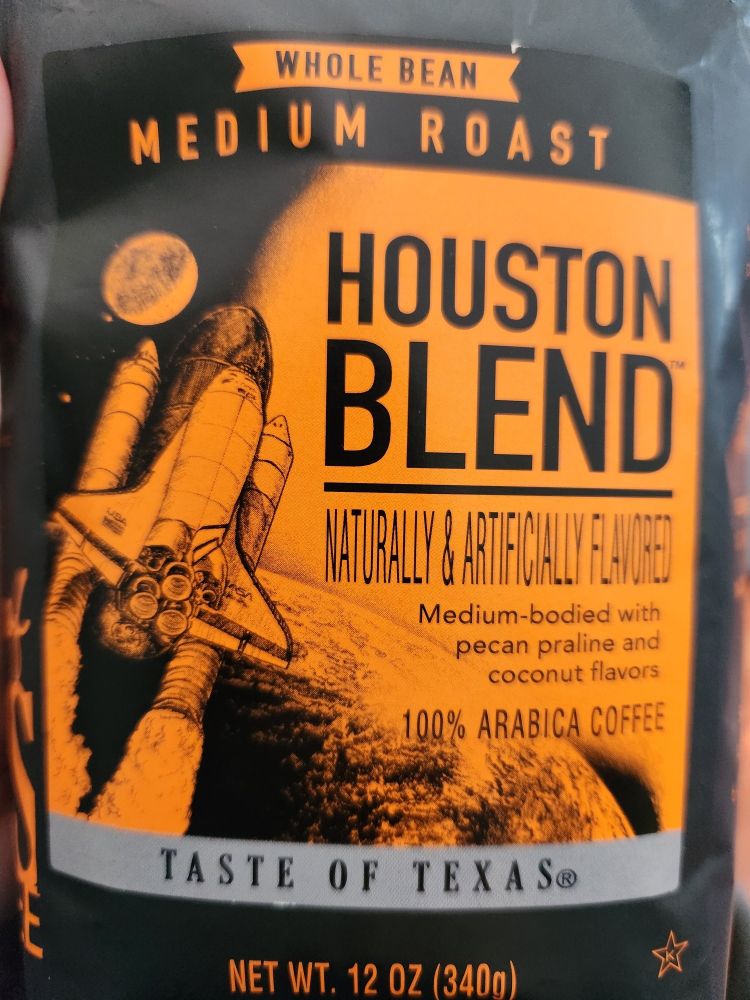 WHOLE BEAN
MEDIUM ROAST
HOUSTON
BLEND™
NATURALLY & ARTIFICIALLY FLAVORED
Medium-bodied with
pecan praline and
coconut flavors
100% ARABICA COFFEE
USA
TASTE OF TEXAS®
NET WT. 12 OZ (340g)
K